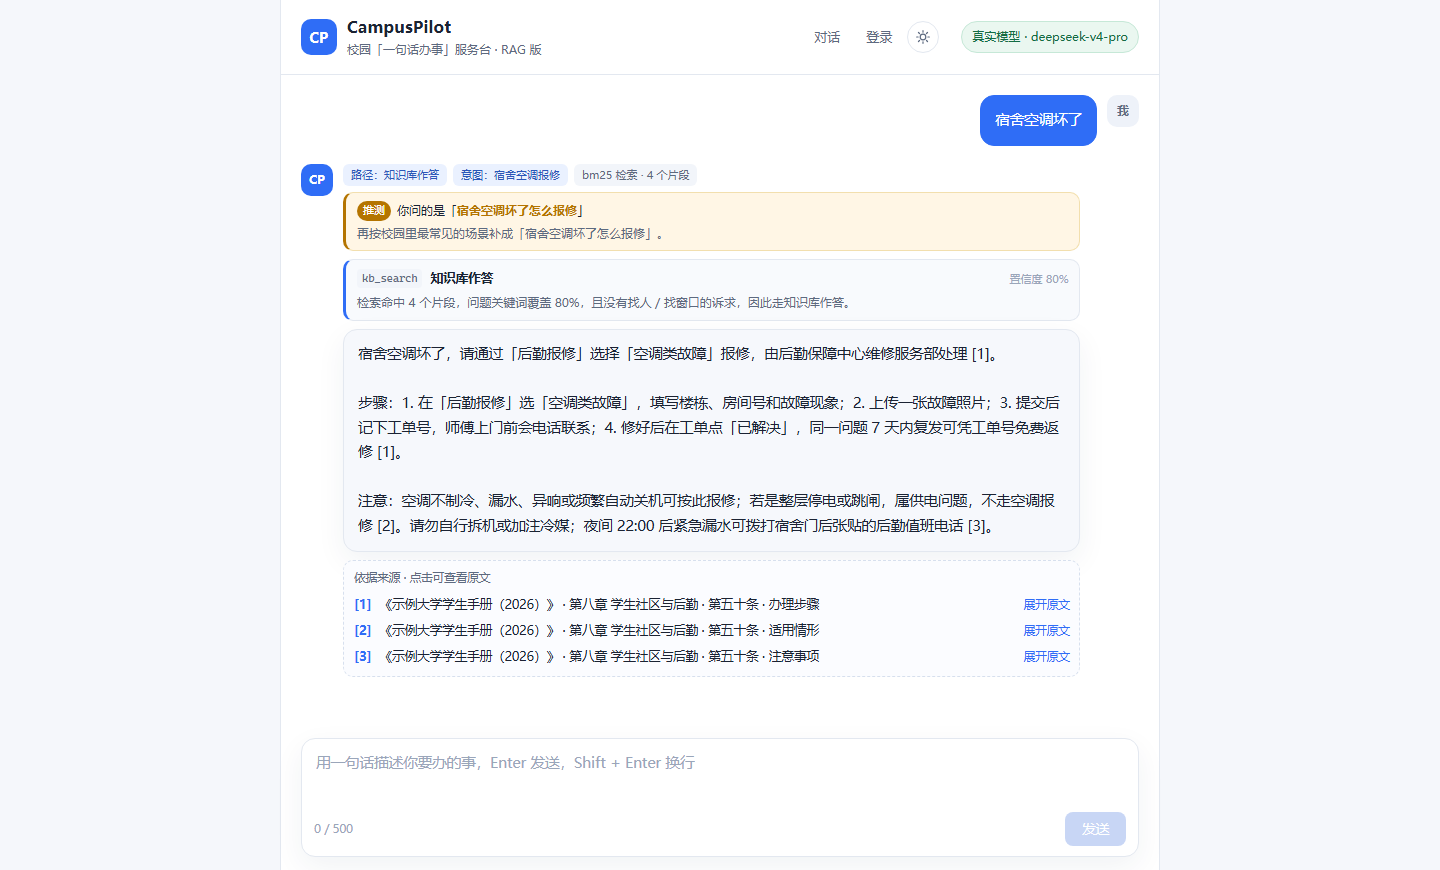 CP
CampusPilot
校园「一句话办事」服务台 · RAG 版
对话
登录
真实模型 · deepseek-v4-pro
宿舍空调坏了
我
CP
路径：知识库作答
意图：宿舍空调报修
bm25 检索 · 4 个片段
推测 你问的是「宿舍空调坏了怎么报修」
再按校园里最常见的场景补成「宿舍空调坏了怎么报修」。
kb_search 知识库作答
置信度 80%
检索命中 4 个片段，问题关键词覆盖 80%，且没有找人 / 找窗口的诉求，因此走知识库作答。
宿舍空调坏了，请通过「后勤报修」选择「空调类故障」报修，由后勤保障中心维修服务部处理 [1]。
步骤：1. 在「后勤报修」选「空调类故障」，填写楼栋、房间号和故障现象；2. 上传一张故障照片；3. 提交后
记下工单号，师傅上门前会电话联系；4. 修好后在工单点「已解决」，同一问题 7 天内复发可凭工单号免费返
修 [1]。
注意：空调不制冷、漏水、异响或频繁自动关机可按此报修；若是整层停电或跳闸，属供电问题，不走空调报
修 [2]。请勿自行拆机或加注冷媒；夜间 22:00 后紧急漏水可拨打宿舍门后张贴的后勤值班电话 [3]。
依据来源 · 点击可查看原文
[1] 《示例大学学生手册（2026）》 · 第八章 学生社区与后勤 · 第五十条 · 办理步骤
展开原文
[2] 《示例大学学生手册（2026）》 · 第八章 学生社区与后勤 · 第五十条 · 适用情形
展开原文
[3] 《示例大学学生手册（2026）》 · 第八章 学生社区与后勤 · 第五十条 · 注意事项
展开原文
用一句话描述你要办的事，Enter 发送，Shift + Enter 换行
0 / 500
发送